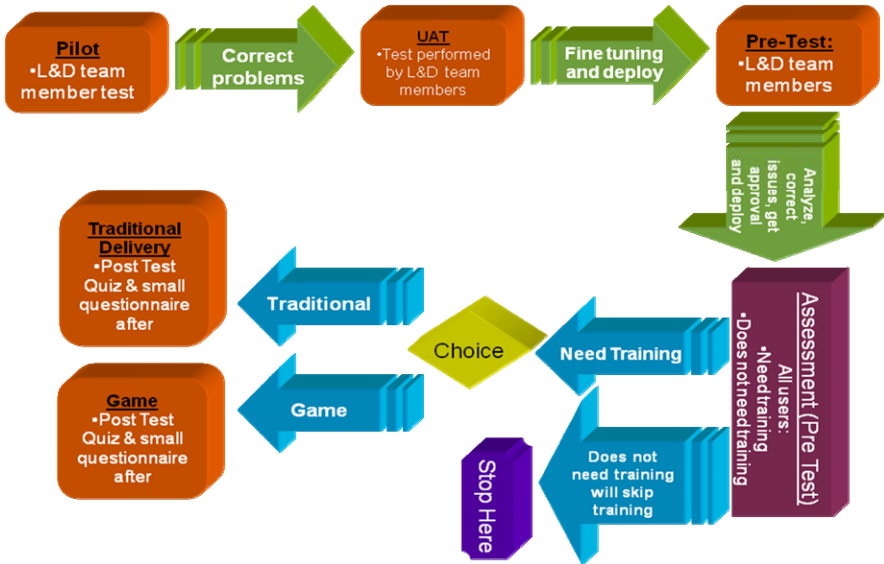 Pilot
•L&D team
member test
Correct
problems
UAT
•Test performed
by L&D team
members
Fine tuning
and deploy
Pre-Test:
•L&D team
members
Analyze,
correct
issues, get
approval
and deploy
Assessment (Pre Test)
All users:
•Need training
•Does not need training
Need Training
Choice
Traditional
Traditional
Delivery
•Post Test
Quiz & small
questionnaire
after
Game
Game
•Post Test
Quiz & small
questionnaire
after
Does not
need training
will skip
training
Stop Here